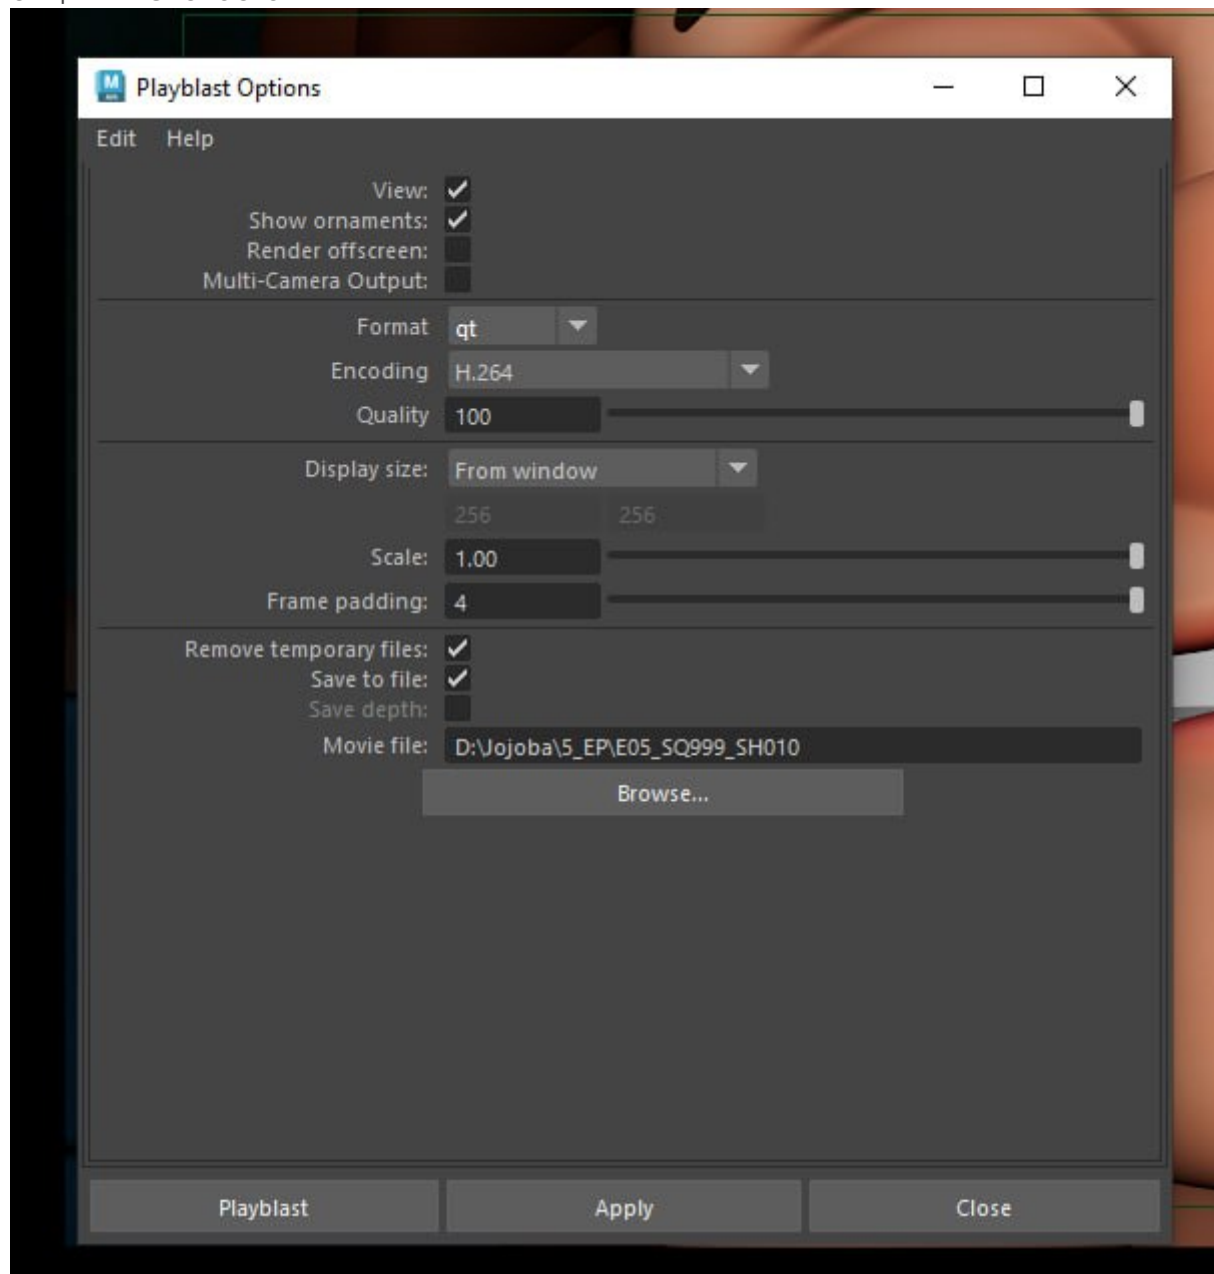 Playblast Options
Edit Help
View:
Show ornaments:
Render offscreen:
Multi-Camera Output:
Format qt
Encoding H.264
Quality 100
Display size: From window
256 256
Scale: 1.00
Frame padding: 4
Remove temporary files:
Save to file:
Save depth:
Movie file: D:\Jojoba\5_EP\E05_SQ999_SH010
Browse...
Playblast Apply Close